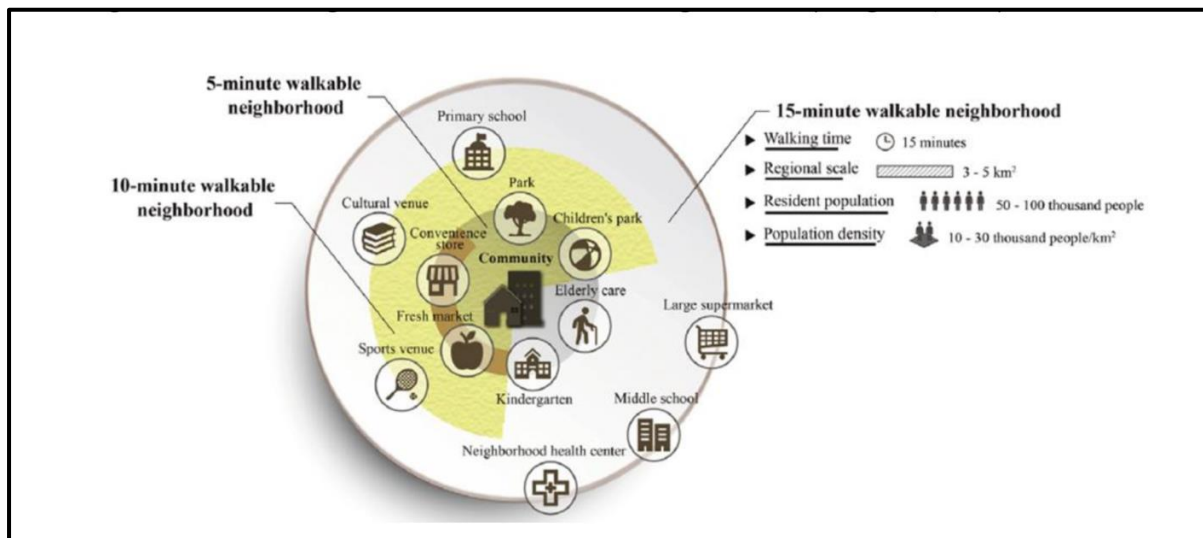 5-minute walkable
neighborhood
Primary school
15-minute walkable neighborhood
Walking time
15 minutes
Regional scale
3 - 5 km²
Resident population
50 - 100 thousand people
Population density
10 - 30 thousand people/km²
10-minute walkable
neighborhood
Park
Cultural venue
Children's park
Convenience
store
Community
Elderly care
Large supermarket
Fresh market
Sports venue
Kindergarten
Middle school
Neighborhood health center